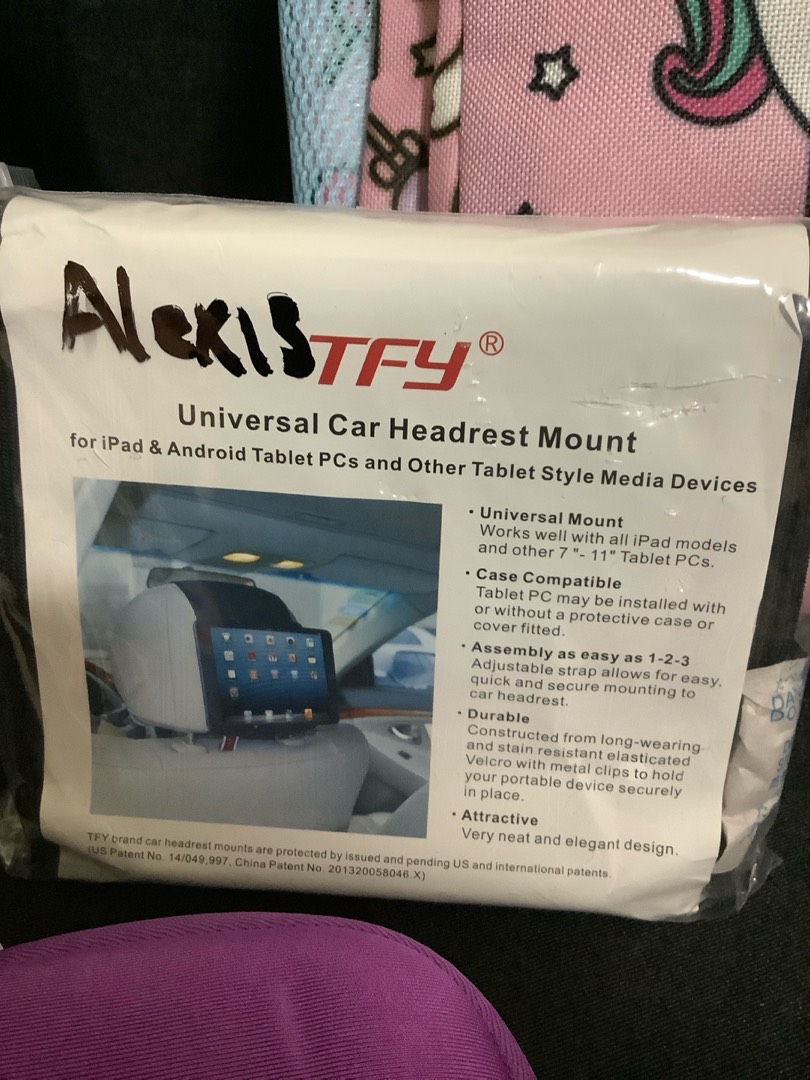 Alexis
TFY®
Universal Car Headrest Mount
for iPad & Android Tablet PCs and Other Tablet Style Media Devices
• Universal Mount
Works well with all iPad models
and other 7 "- 11" Tablet PCs.
• Case Compatible
Tablet PC may be installed with
or without a protective case or
cover fitted.
• Assembly as easy as 1-2-3
Adjustable strap allows for easy,
quick and secure mounting to
car headrest.
• Durable
Constructed from long-wearing
and stain resistant elasticated
Velcro with metal clips to hold
your portable device securely
in place.
• Attractive
Very neat and elegant design.
TFY brand car headrest mounts are protected by issued and pending US and international patents.
(US Patent No. 14/049,997, China Patent No. 201320058046.X)